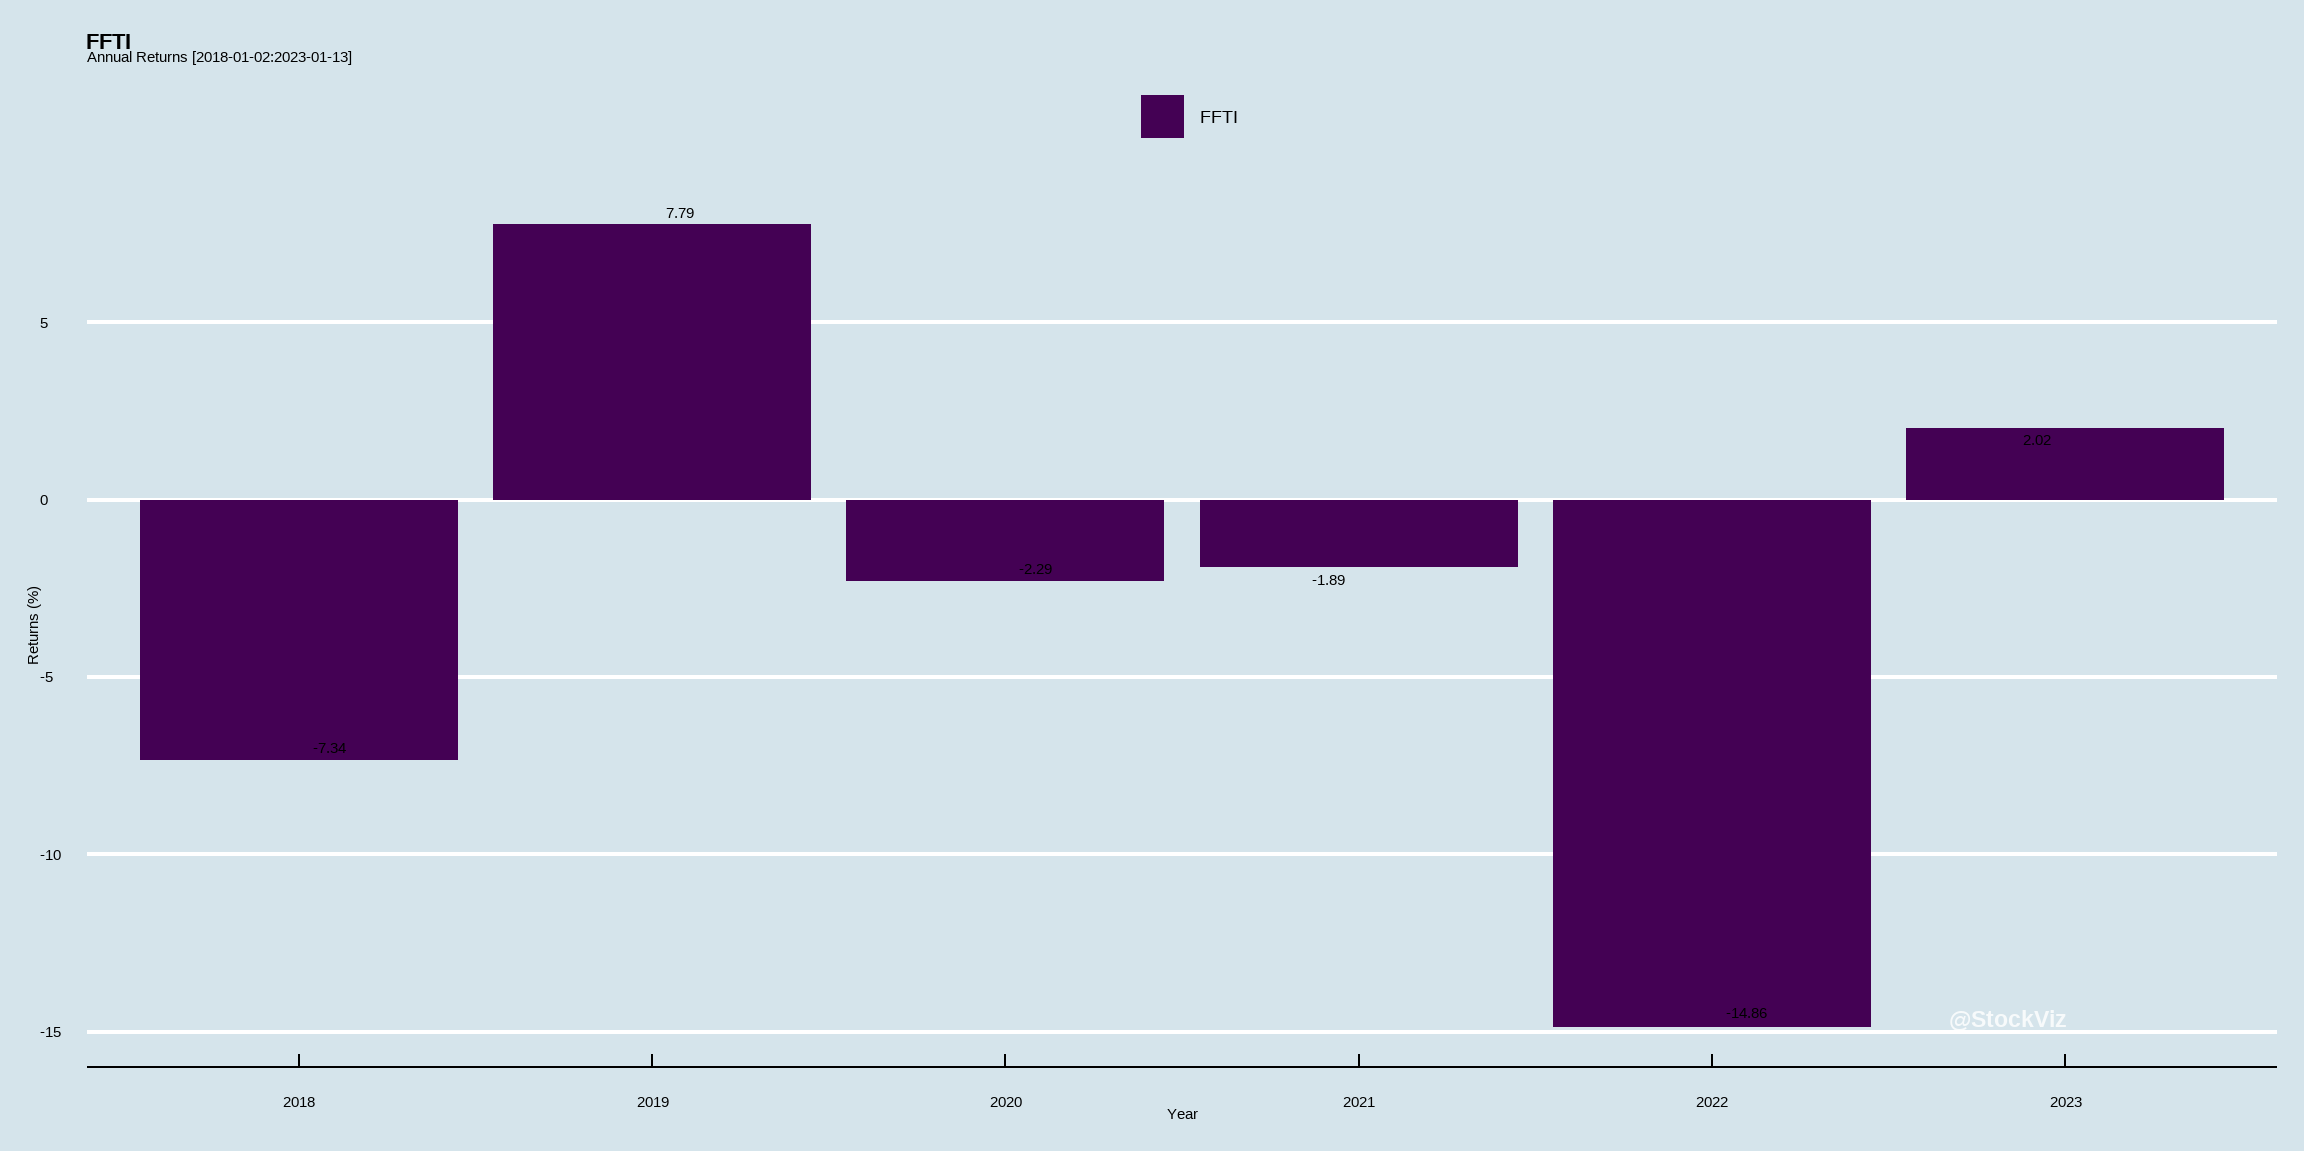 FFTI
Annual Returns [2018-01-02:2023-01-13]
FFTI
7.79
5
2.02
0
-2.29
-1.89
Returns (%)
-5
-7.34
-10
-14.86
@StockViz
-15
2018 2019 2020 2021 2022 2023
Year